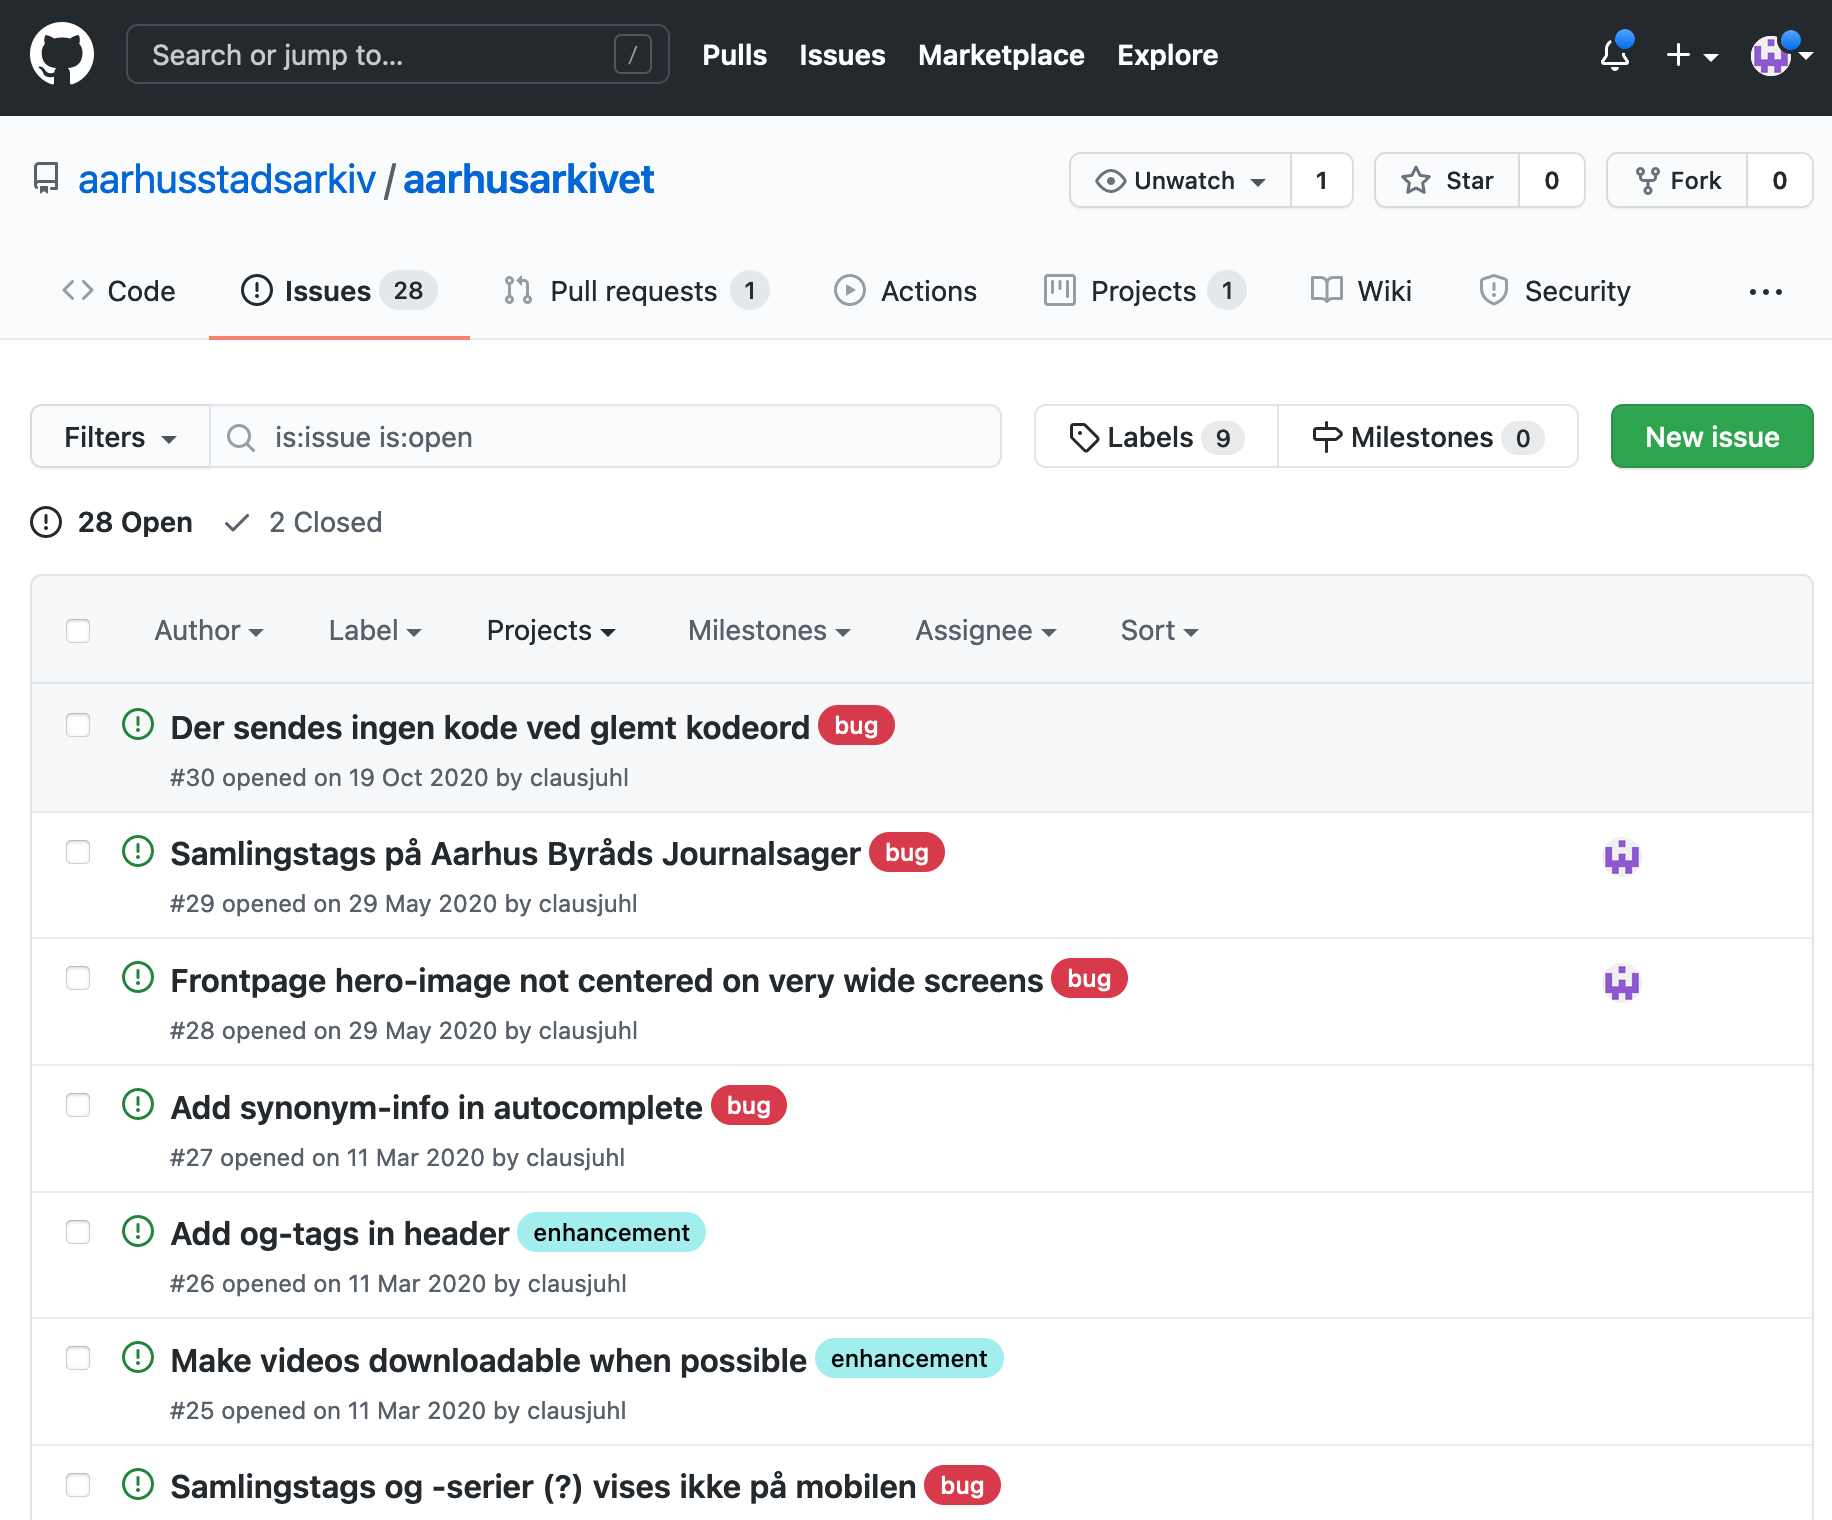 Search or jump to... / Pulls Issues Marketplace Explore
aarhusstadsarkiv / aarhusarkivet Unwatch 1 Star 0 Fork 0
Code Issues 28 Pull requests 1 Actions Projects 1 Wiki Security ...
Filters is:issue is:open Labels 9 Milestones 0 New issue
28 Open 2 Closed
Author Label Projects Milestones Assignee Sort
Der sendes ingen kode ved glemt kodeord bug
#30 opened on 19 Oct 2020 by clausjuhl
Samlingstags på Aarhus Byråds Journalsager bug
#29 opened on 29 May 2020 by clausjuhl
Frontpage hero-image not centered on very wide screens bug
#28 opened on 29 May 2020 by clausjuhl
Add synonym-info in autocomplete bug
#27 opened on 11 Mar 2020 by clausjuhl
Add og-tags in header enhancement
#26 opened on 11 Mar 2020 by clausjuhl
Make videos downloadable when possible enhancement
#25 opened on 11 Mar 2020 by clausjuhl
Samlingstags og -serier (?) vises ikke på mobilen bug